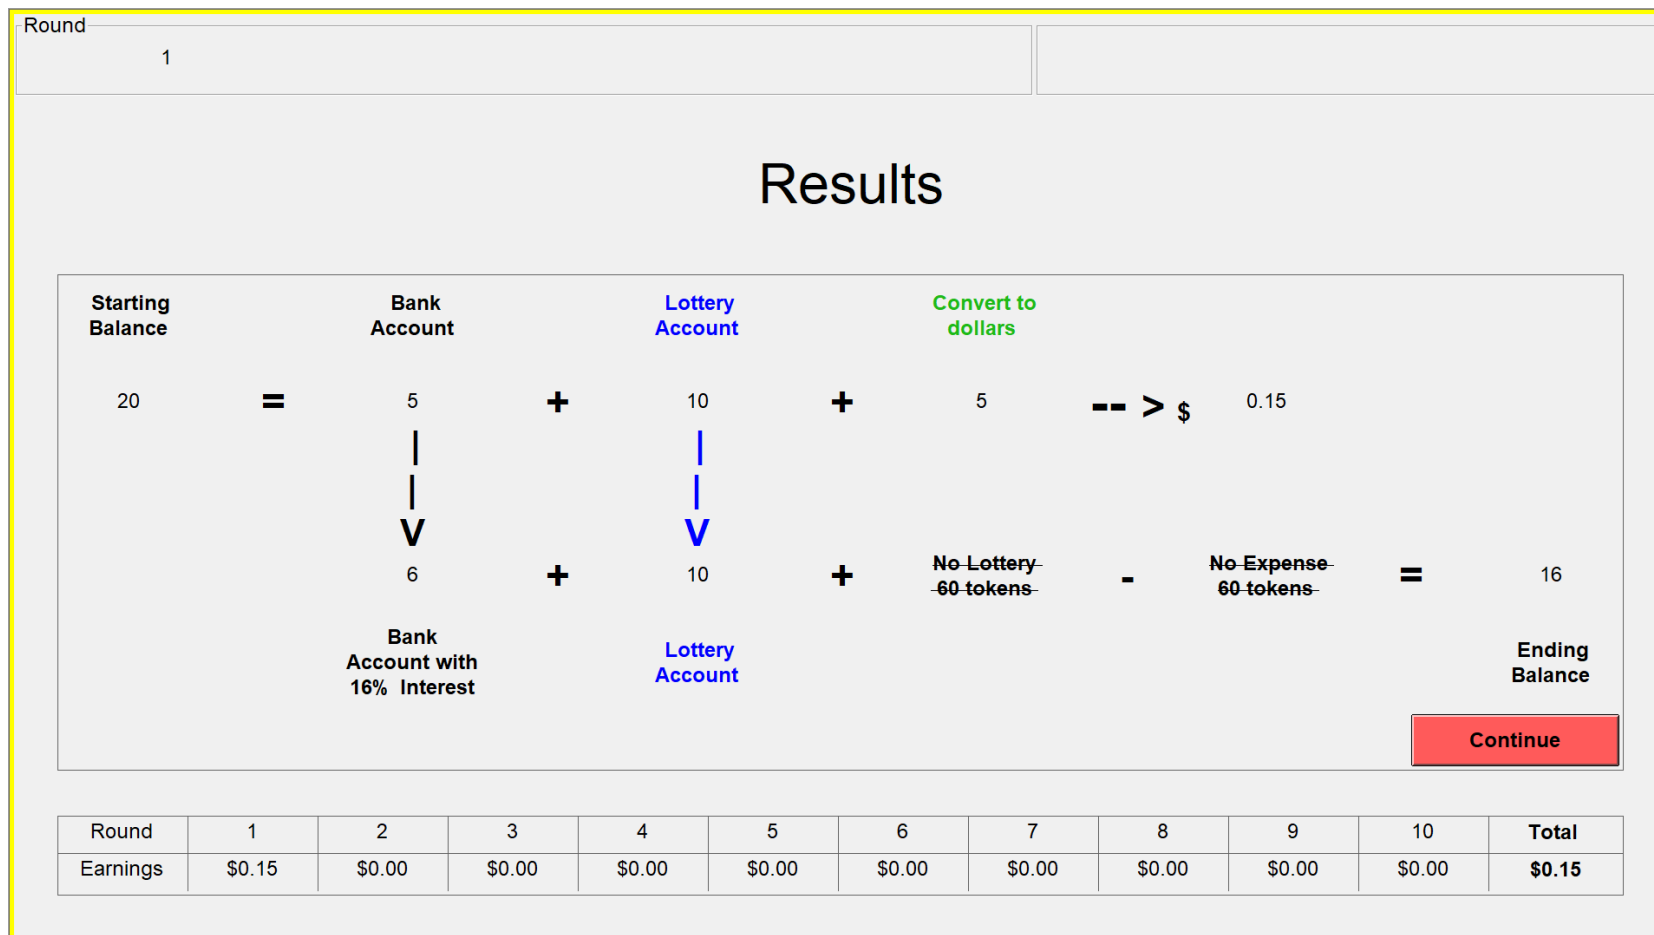 Round
1
Results
Starting Balance
Bank Account
Lottery Account
Convert to dollars
20 = 5 + 10 + 5 -- > $ 0.15
| |
| |
V V
6 + 10 + No Lottery 60 tokens - No Expense 60 tokens = 16
Bank Account with 16% Interest
Lottery Account
Ending Balance
Continue
Round 1 2 3 4 5 6 7 8 9 10 Total
Earnings $0.15 $0.00 $0.00 $0.00 $0.00 $0.00 $0.00 $0.00 $0.00 $0.00 $0.15